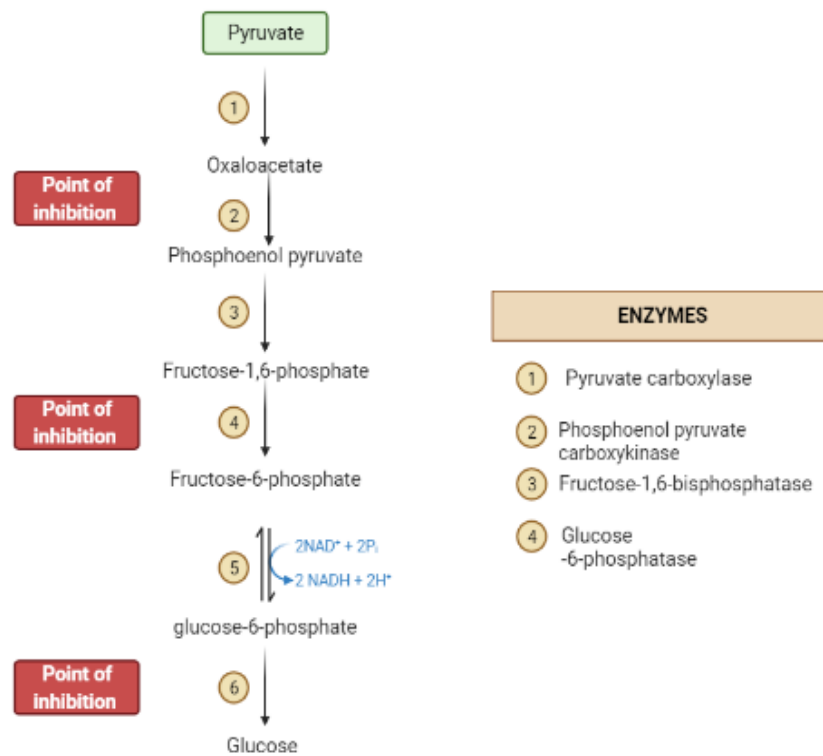 Pyruvate
1
Oxaloacetate
Point of
inhibition
2
Phosphoenol pyruvate
3
Fructose-1,6-phosphate
Point of
inhibition
4
Fructose-6-phosphate
5
2NAD⁺ + 2Pᵢ
2 NADH + 2H⁺
glucose-6-phosphate
Point of
inhibition
6
Glucose
ENZYMES
1 Pyruvate carboxylase
2 Phosphoenol pyruvate
carboxykinase
3 Fructose-1,6-bisphosphatase
4 Glucose
-6-phosphatase